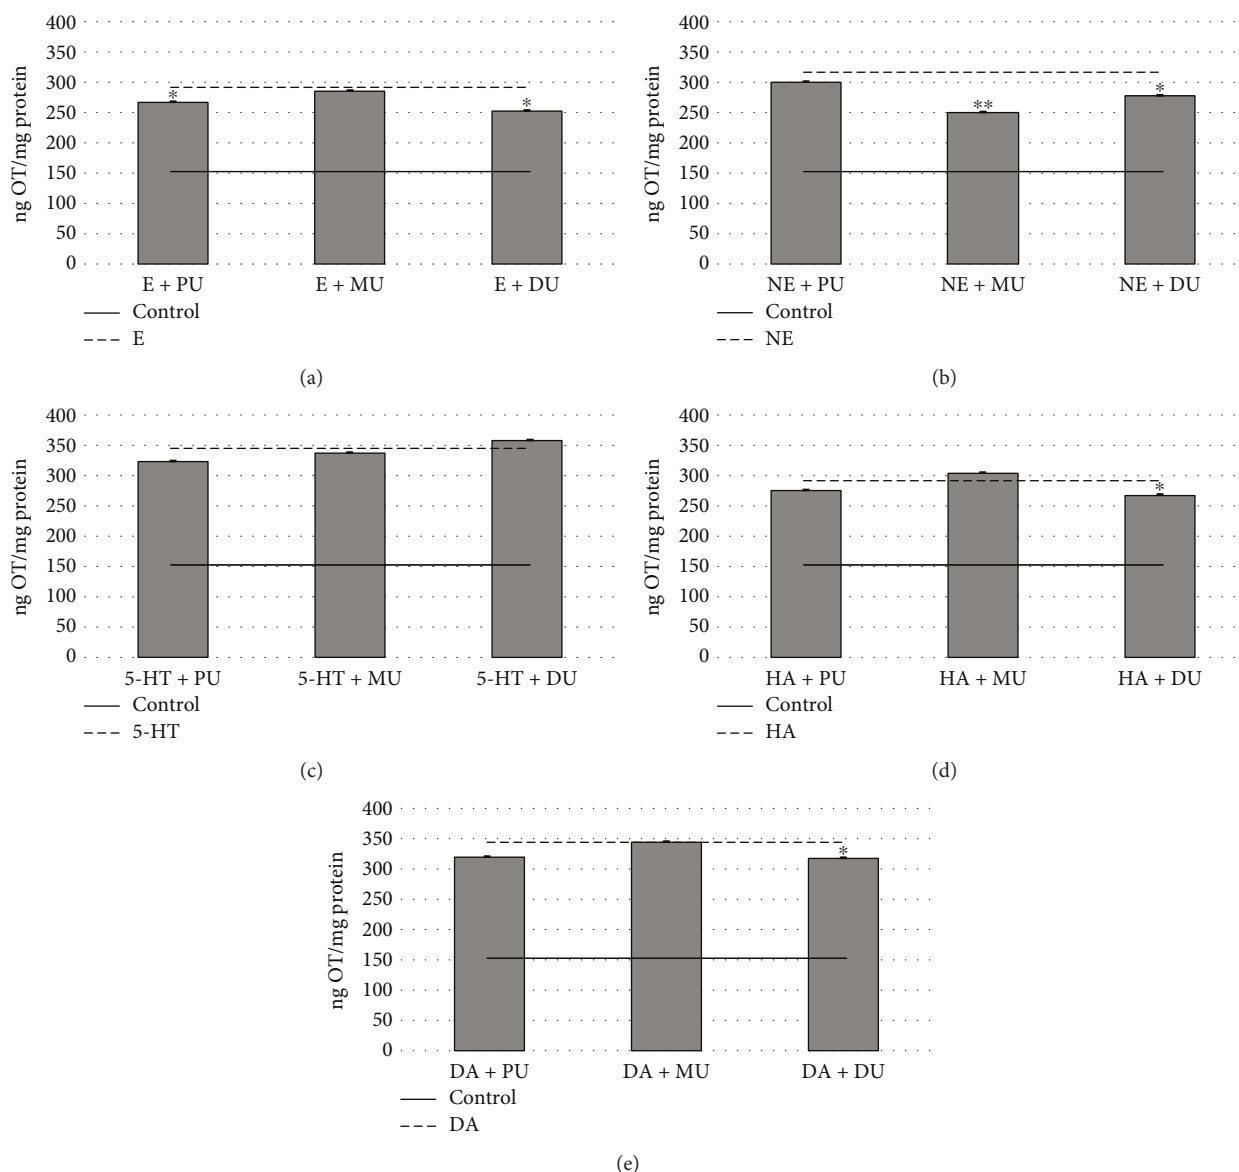 400
350
300
250
200
150
100
50
0
ng OT/mg protein
*
*
E + PU
E + MU
E + DU
Control
E
(a)
400
350
300
250
200
150
100
50
0
ng OT/mg protein
**
*
NE + PU
NE + MU
NE + DU
Control
NE
(b)
400
350
300
250
200
150
100
50
0
ng OT/mg protein
5-HT + PU
5-HT + MU
5-HT + DU
Control
5-HT
(c)
400
350
300
250
200
150
100
50
0
ng OT/mg protein
*
HA + PU
HA + MU
HA + DU
Control
HA
(d)
400
350
300
250
200
150
100
50
0
ng OT/mg protein
*
DA + PU
DA + MU
DA + DU
Control
DA
(e)